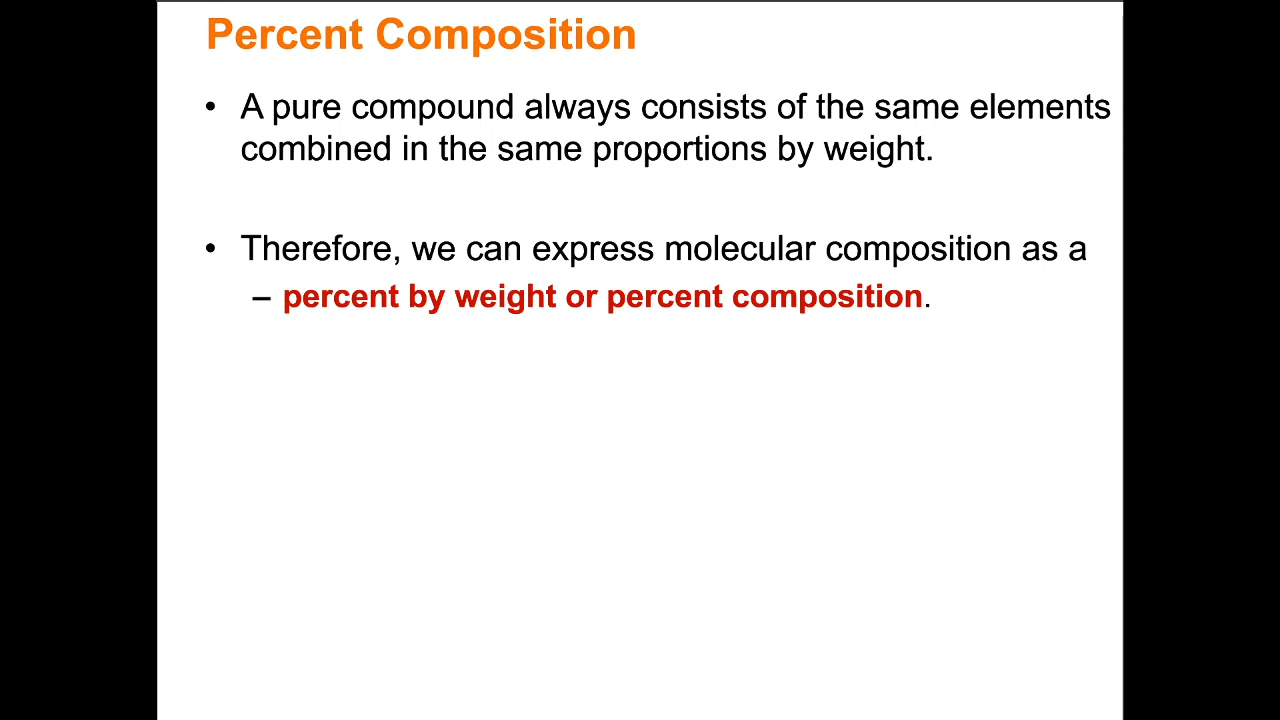 Percent Composition
• A pure compound always consists of the same elements
combined in the same proportions by weight.
• Therefore, we can express molecular composition as a
– percent by weight or percent composition.